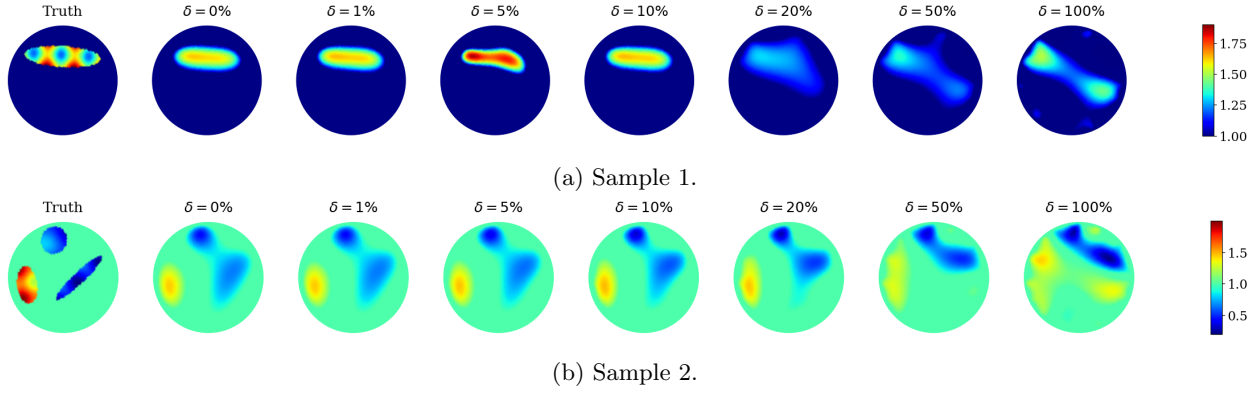 Truth δ = 0% δ = 1% δ = 5% δ = 10% δ = 20% δ = 50% δ = 100%
1.75
1.50
1.25
1.00
(a) Sample 1.
Truth δ = 0% δ = 1% δ = 5% δ = 10% δ = 20% δ = 50% δ = 100%
1.5
1.0
0.5
(b) Sample 2.